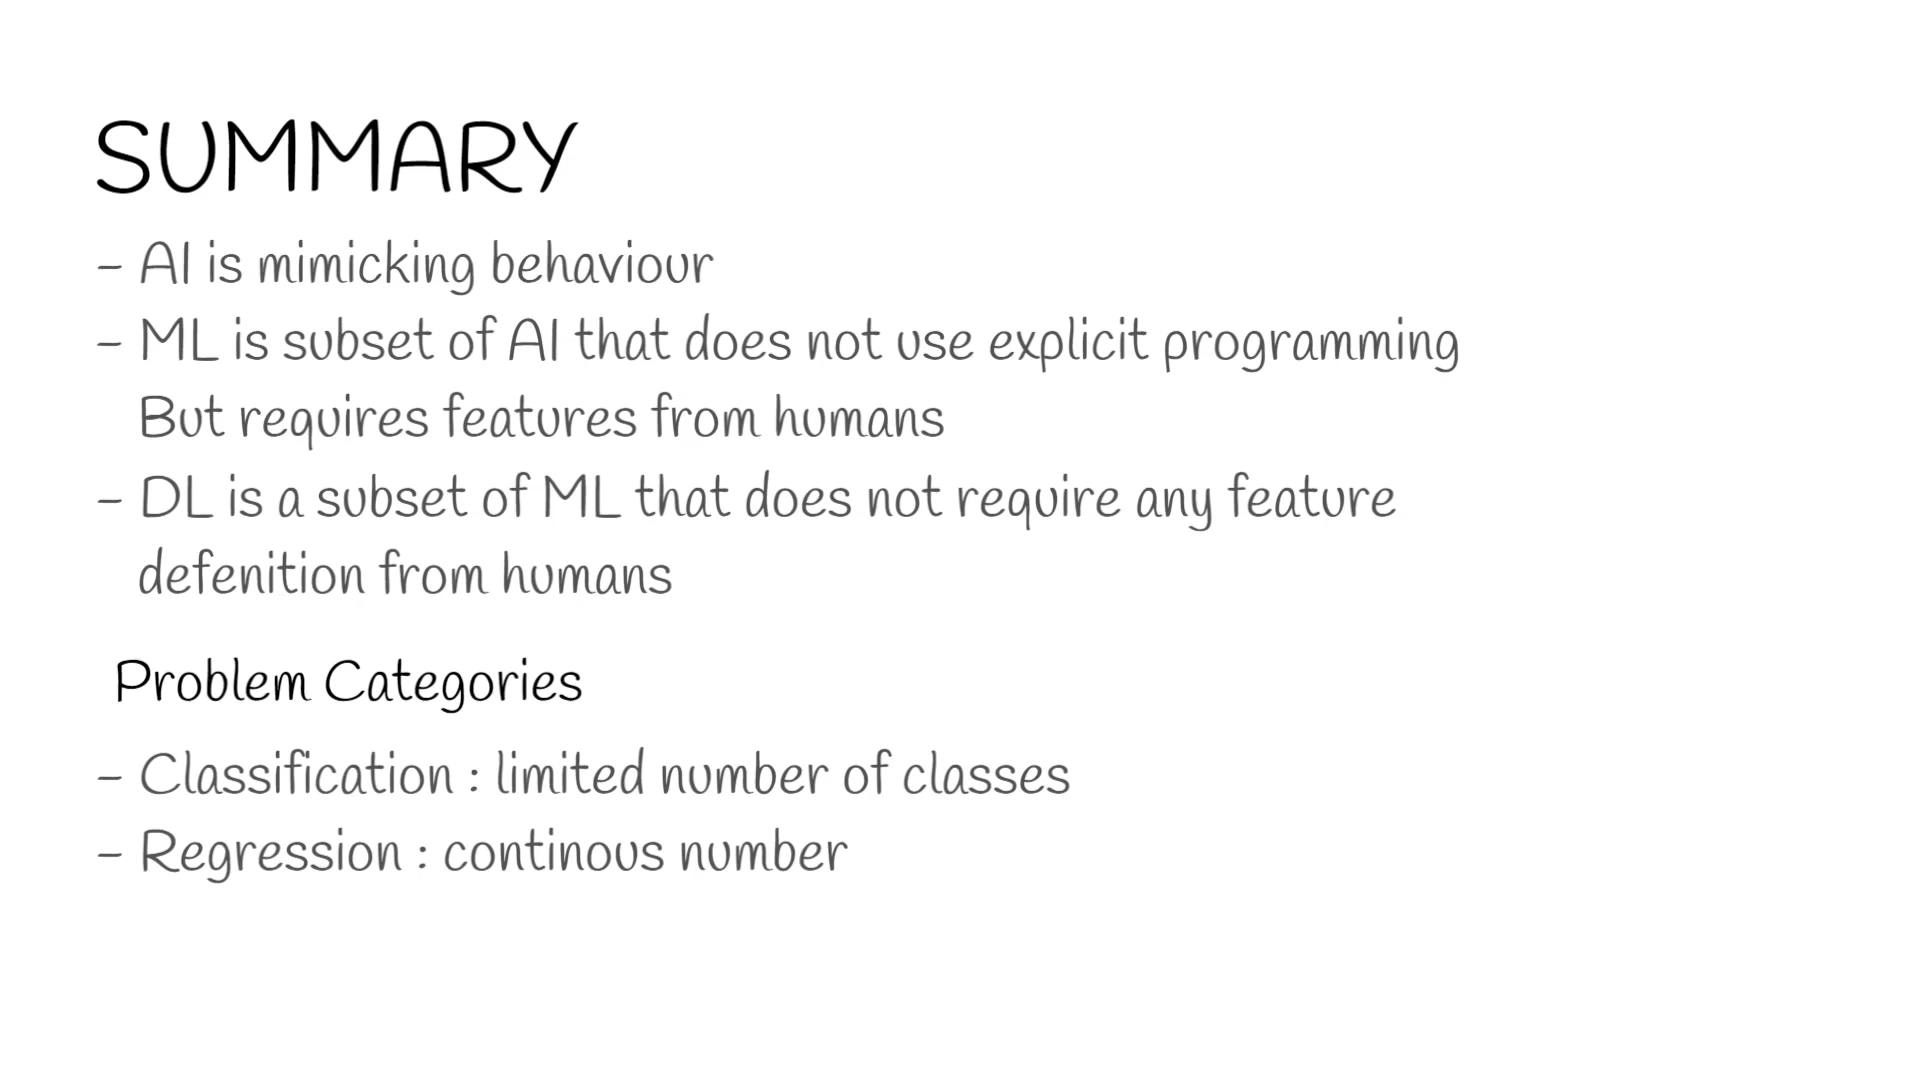 SUMMARY
- AI is mimicking behaviour
- ML is subset of AI that does not use explicit programming
But requires features from humans
- DL is a subset of ML that does not require any feature
defenition from humans
Problem Categories
- Classification : limited number of classes
- Regression : continous number